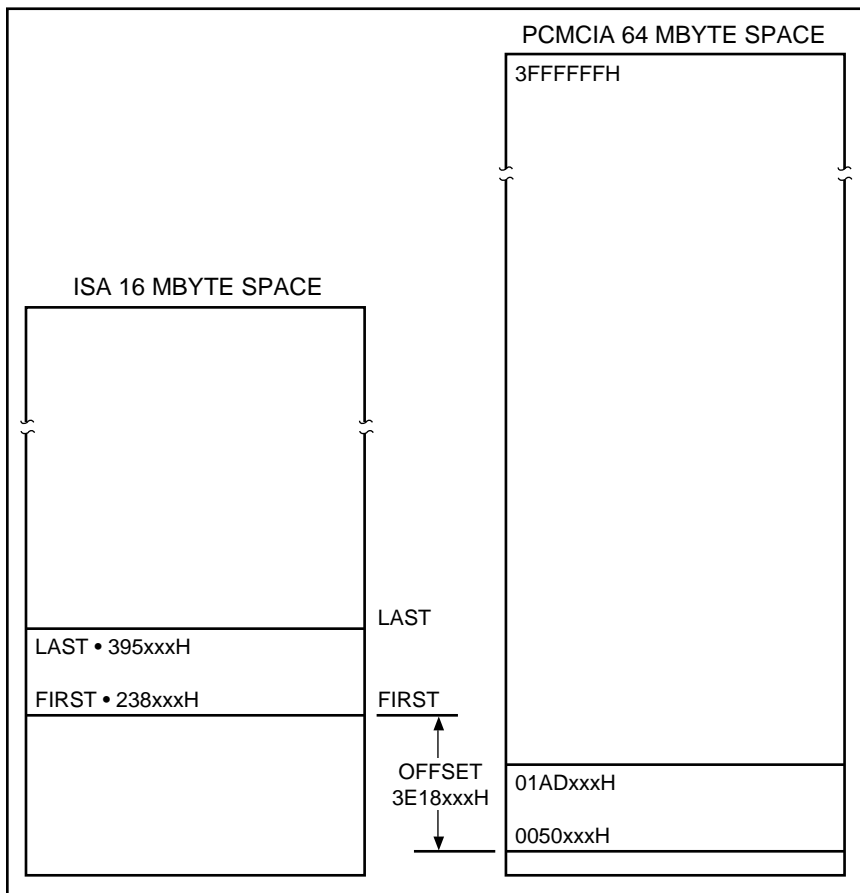 PCMCIA 64 MBYTE SPACE
3FFFFFFH
ISA 16 MBYTE SPACE
LAST
LAST • 395xxxH
FIRST • 238xxxH
FIRST
OFFSET
3E18xxxH
01ADxxxH
0050xxxH